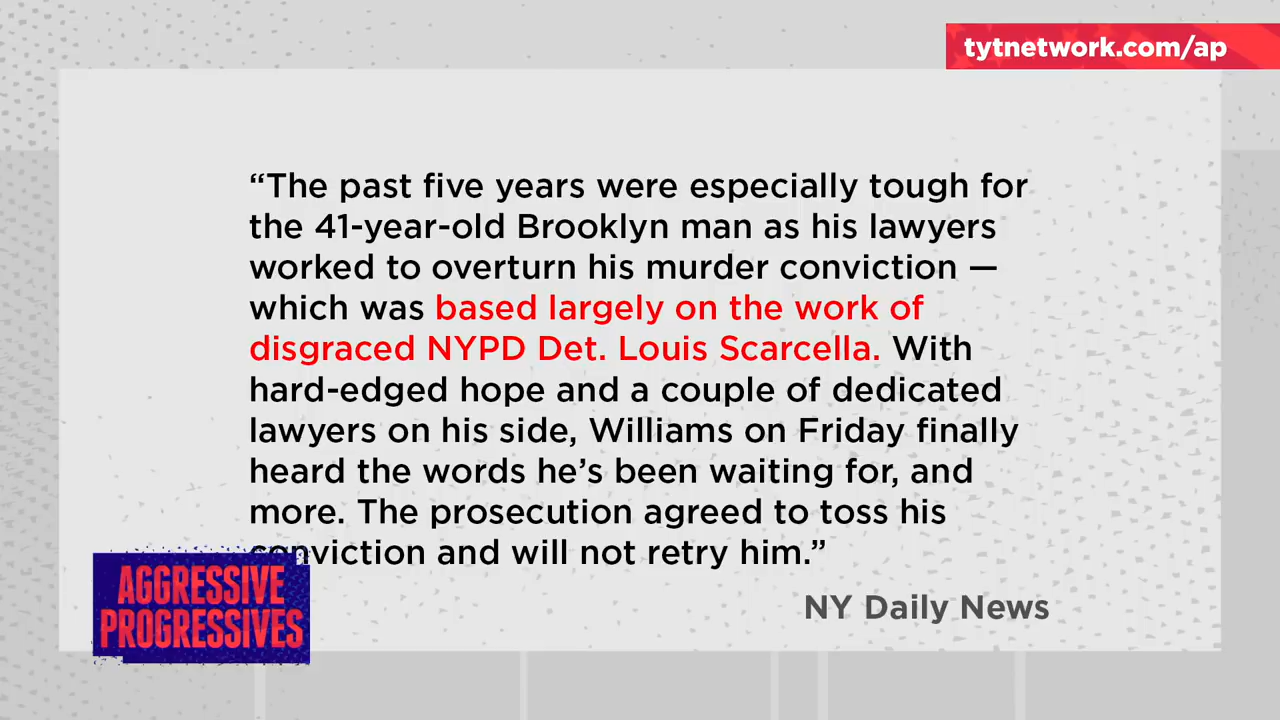 tytnetwork.com/ap
“The past five years were especially tough for
the 41-year-old Brooklyn man as his lawyers
worked to overturn his murder conviction —
which was based largely on the work of
disgraced NYPD Det. Louis Scarcella. With
hard-edged hope and a couple of dedicated
lawyers on his side, Williams on Friday finally
heard the words he’s been waiting for, and
more. The prosecution agreed to toss his
conviction and will not retry him.”
NY Daily News
AGGRESSIVE
PROGRESSIVES